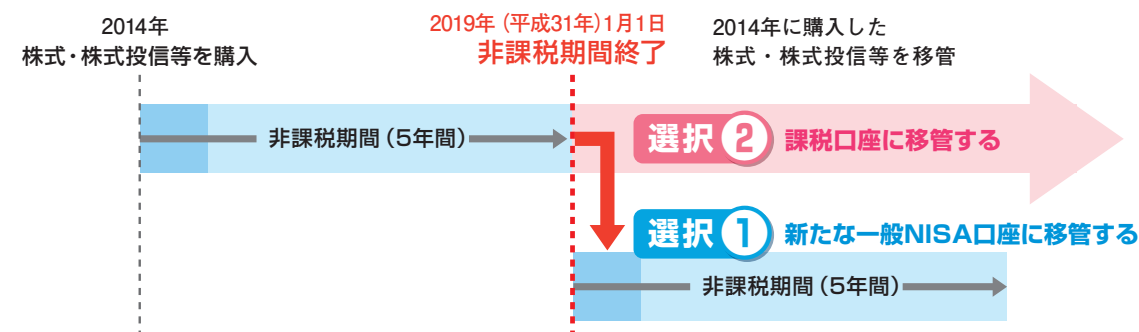 2014年
株式・株式投信等を購入
2019年（平成31年）1月1日
非課税期間終了
2014年に購入した
株式・株式投信等を移管
非課税期間（5年間）
選択2 課税口座に移管する
選択1 新たな一般NISA口座に移管する
非課税期間（5年間）